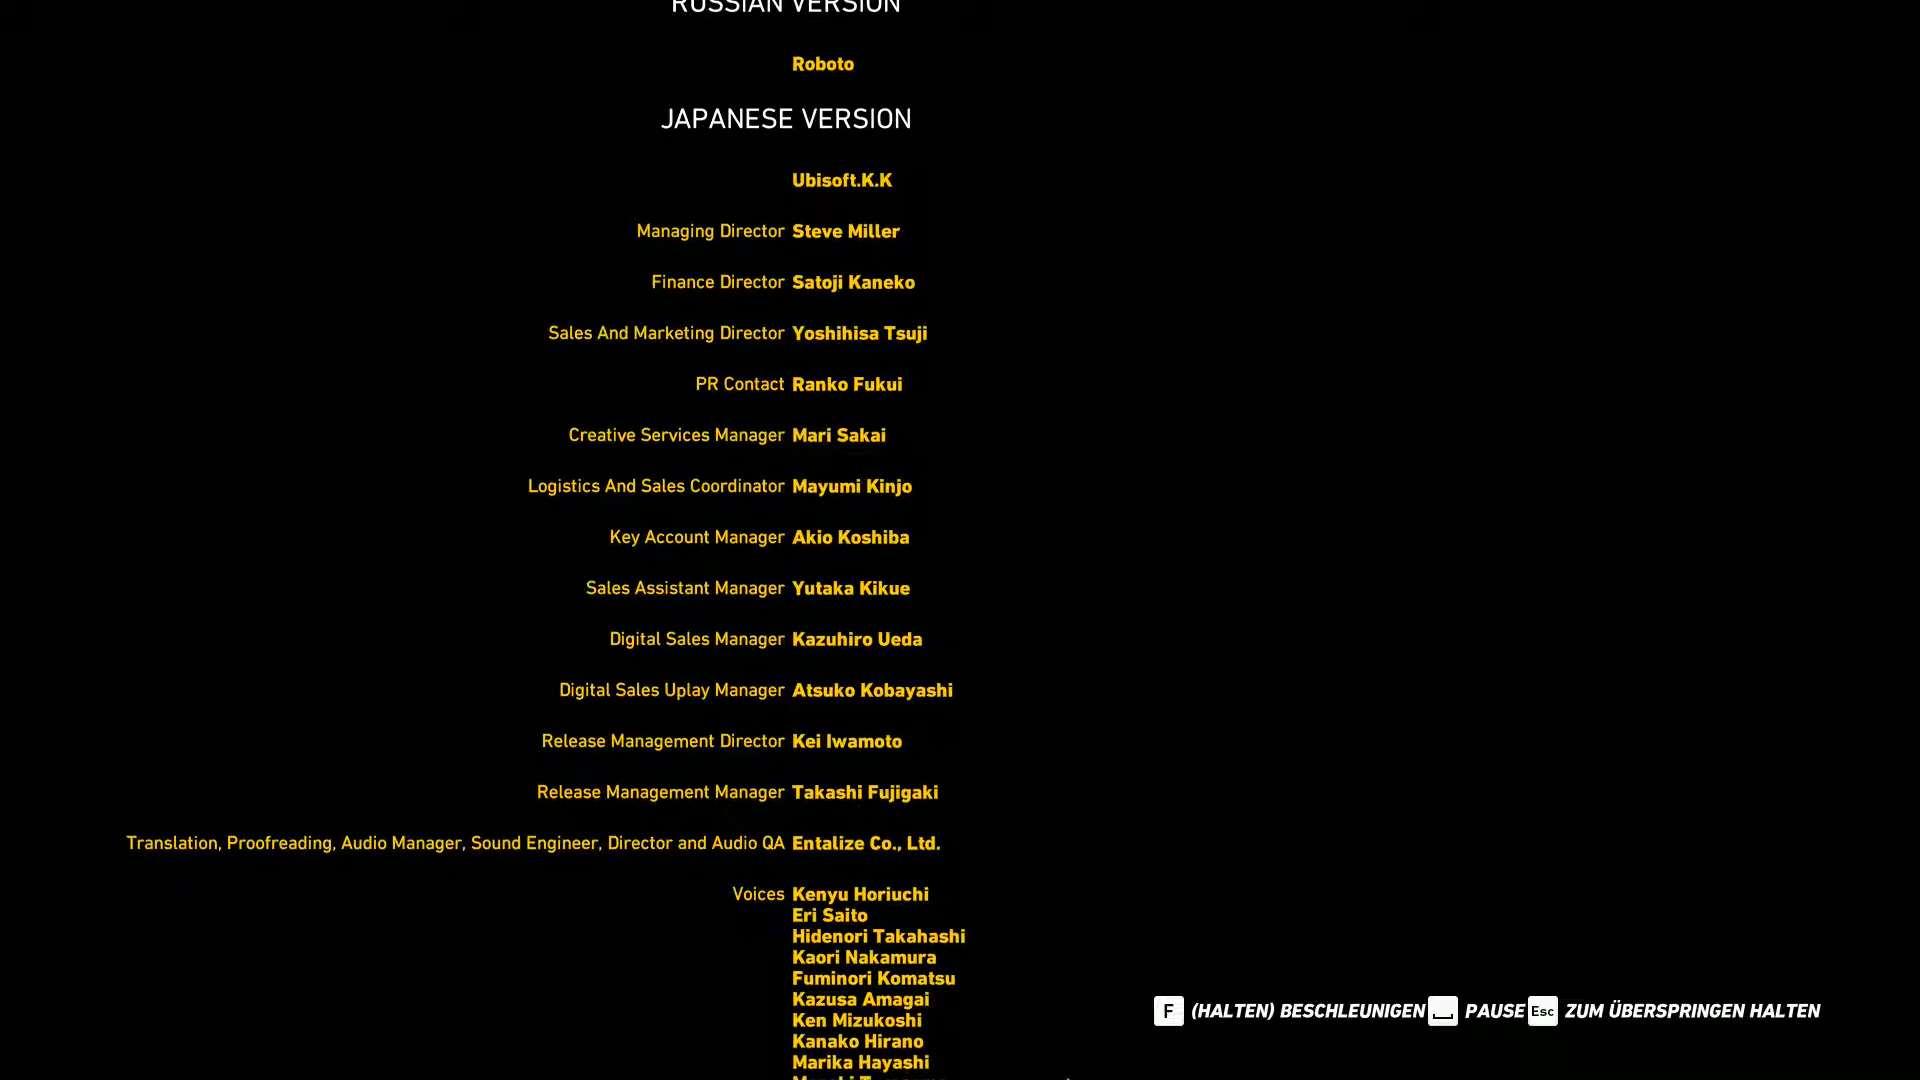 RUSSIAN VERSION
Roboto
JAPANESE VERSION
Ubisoft.K.K
Managing Director Steve Miller
Finance Director Satoji Kaneko
Sales And Marketing Director Yoshihisa Tsuji
PR Contact Ranko Fukui
Creative Services Manager Mari Sakai
Logistics And Sales Coordinator Mayumi Kinjo
Key Account Manager Akio Koshiba
Sales Assistant Manager Yutaka Kikue
Digital Sales Manager Kazuhiro Ueda
Digital Sales Uplay Manager Atsuko Kobayashi
Release Management Director Kei Iwamoto
Release Management Manager Takashi Fujigaki
Translation, Proofreading, Audio Manager, Sound Engineer, Director and Audio QA Entalize Co., Ltd.
Voices Kenyu Horiuchi
Eri Saito
Hidenori Takahashi
Kaori Nakamura
Fuminori Komatsu
Kazusa Amagai
Ken Mizukoshi
Kanako Hirano
Marika Hayashi
F (HALTEN) BESCHLEUNIGEN PAUSE Esc ZUM ÜBERSPRINGEN HALTEN